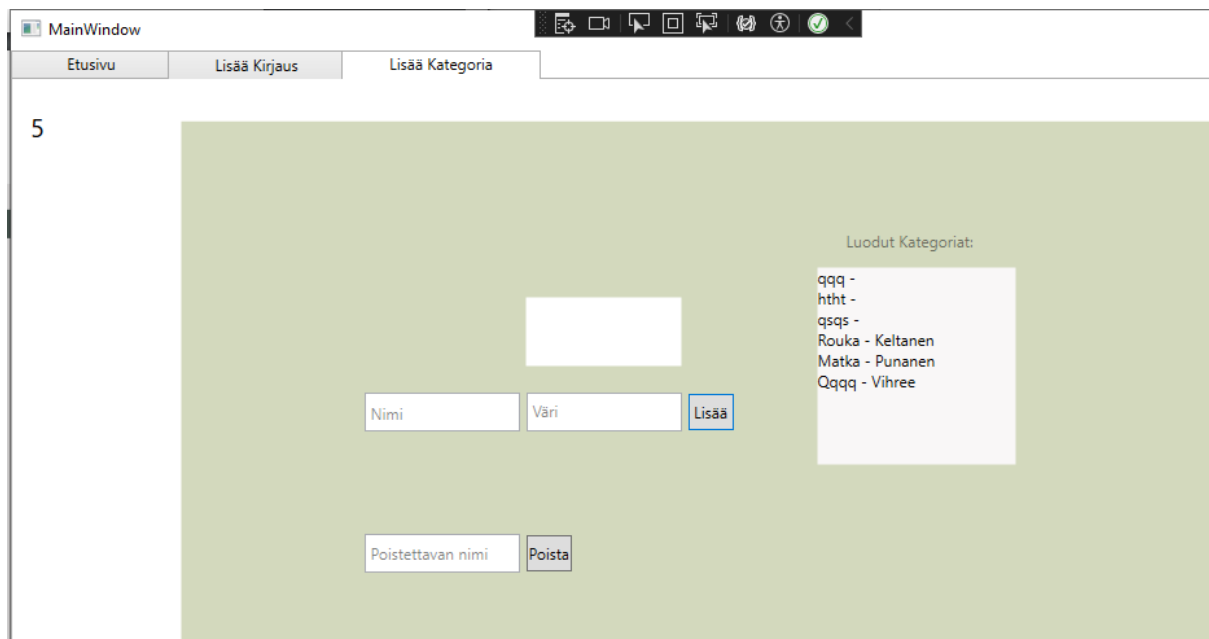 MainWindow
Etusivu
Lisää Kirjaus
Lisää Kategoria
5
Luodut Kategoriat:
qqq -
htht -
qsqs -
Rouka - Keltanen
Matka - Punanen
Qqqq - Vihree
Nimi
Väri
Lisää
Poistettavan nimi
Poista